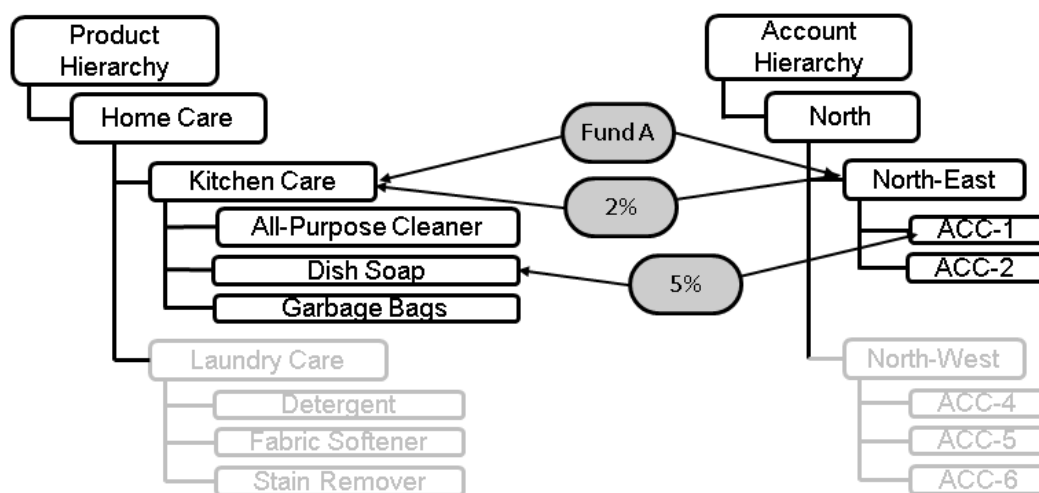 Product
Hierarchy
Home Care
Kitchen Care
All-Purpose Cleaner
Dish Soap
Garbage Bags
Laundry Care
Detergent
Fabric Softener
Stain Remover
Fund A
2%
5%
Account
Hierarchy
North
North-East
ACC-1
ACC-2
North-West
ACC-4
ACC-5
ACC-6